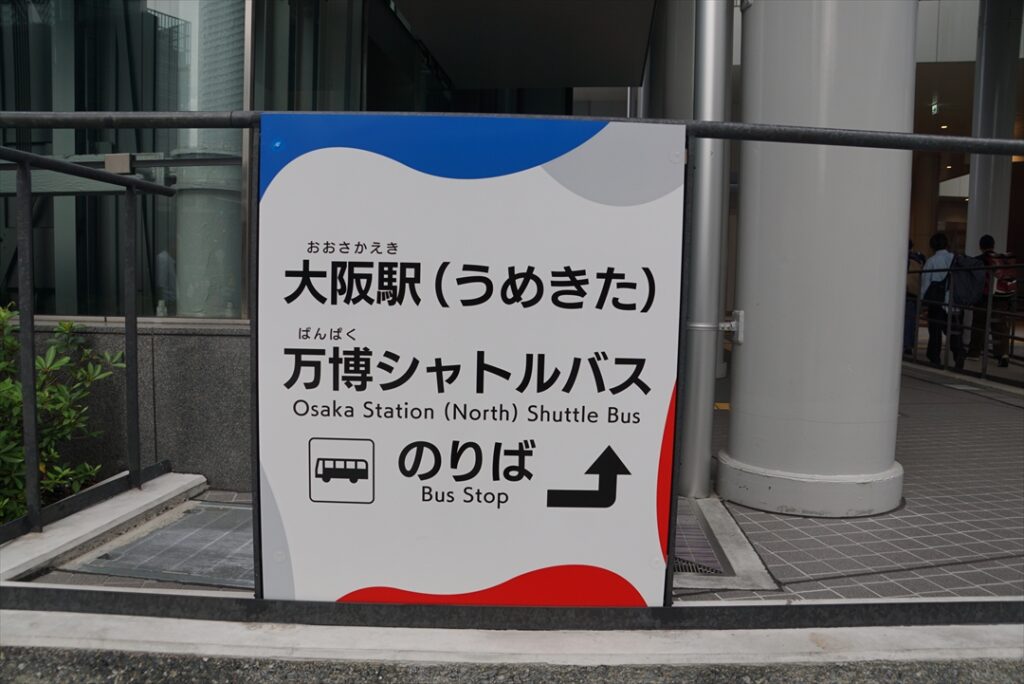 おおさかえき
大阪駅(うめきた)
ばんぱく
万博シャトルバス
Osaka Station (North) Shuttle Bus
のりば
Bus Stop